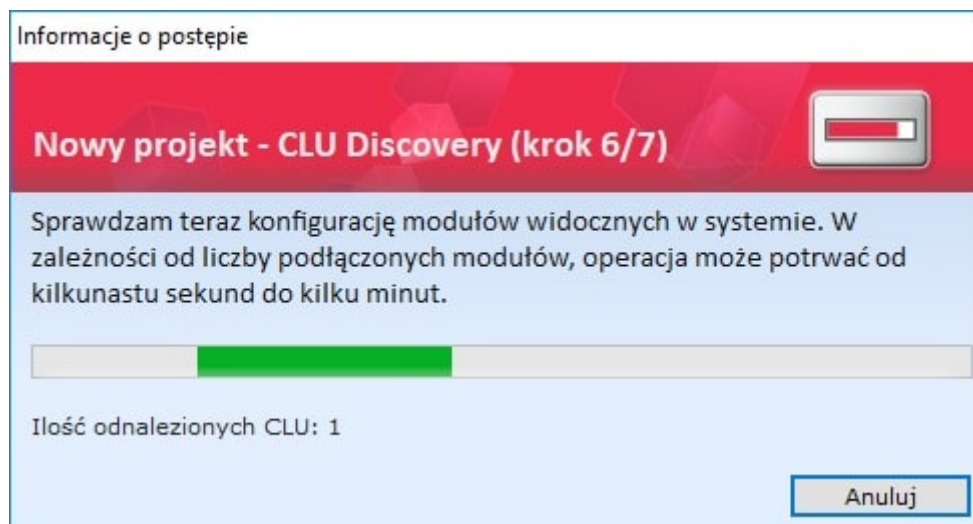 Informacje o postępie
Nowy projekt - CLU Discovery (krok 6/7)
Sprawdzam teraz konfigurację modułów widocznych w systemie. W
zależności od liczby podłączonych modułów, operacja może potrwać od
kilkunastu sekund do kilku minut.
Ilość odnalezionych CLU: 1
Anuluj